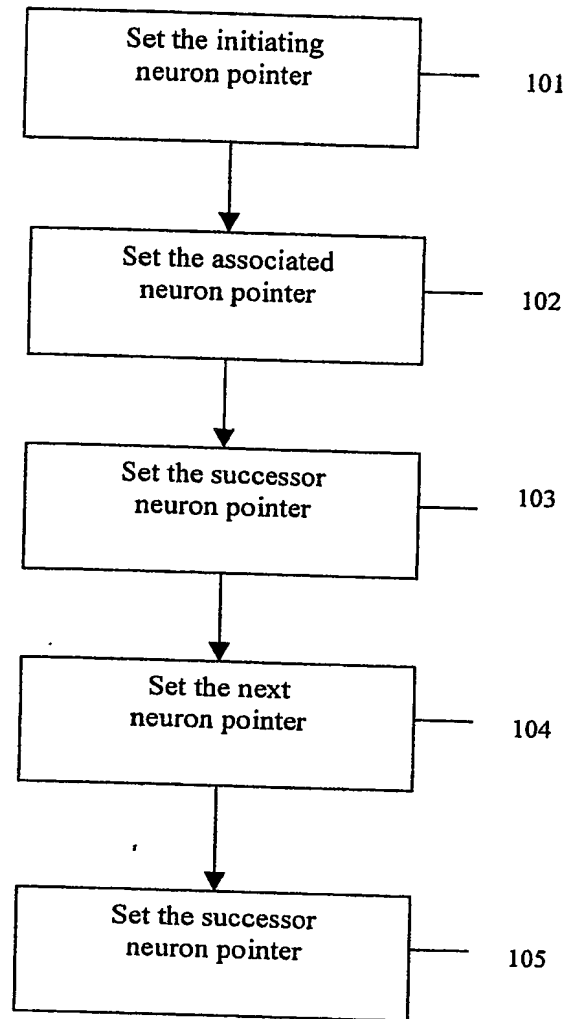 Set the initiating
neuron pointer
101
Set the associated
neuron pointer
102
Set the successor
neuron pointer
103
Set the next
neuron pointer
104
Set the successor
neuron pointer
105